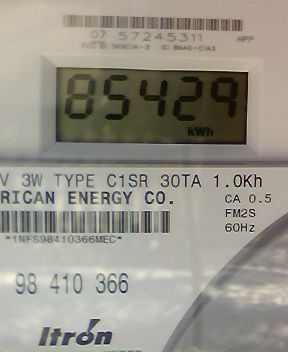 07 57245311
85429
kWh
V 3W TYPE C1SR 30TA 1.0Kh
RICAN ENERGY CO.
CA 0.5
FM2S
60Hz
*1NFS98410366MEC*
98 410 366
Itrón